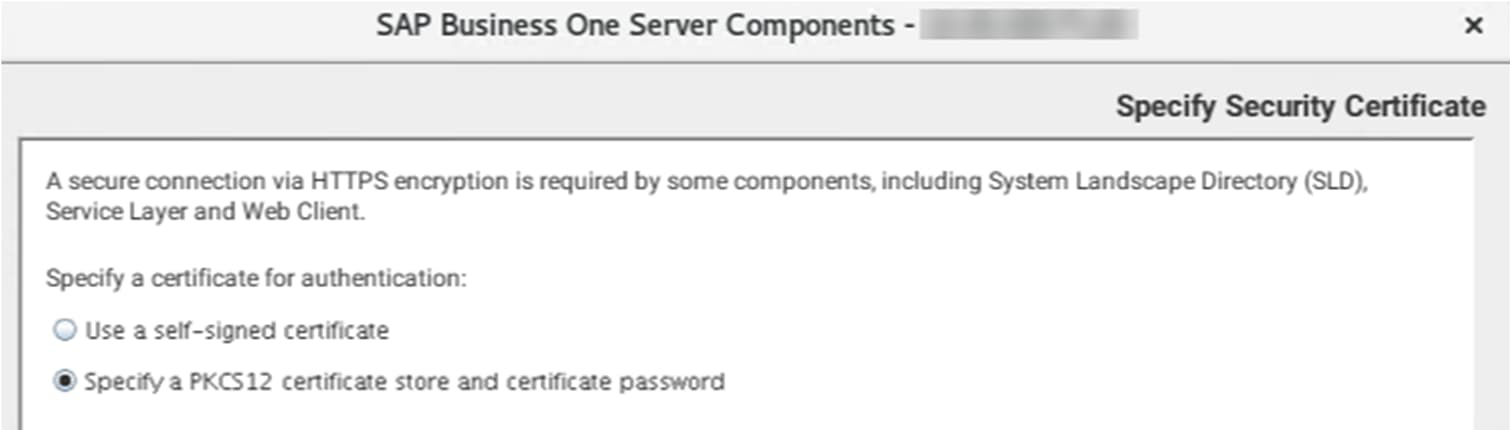 SAP Business One Server Components -
Specify Security Certificate
A secure connection via HTTPS encryption is required by some components, including System Landscape Directory (SLD),
Service Layer and Web Client.
Specify a certificate for authentication:
Use a self-signed certificate
Specify a PKCS12 certificate store and certificate password